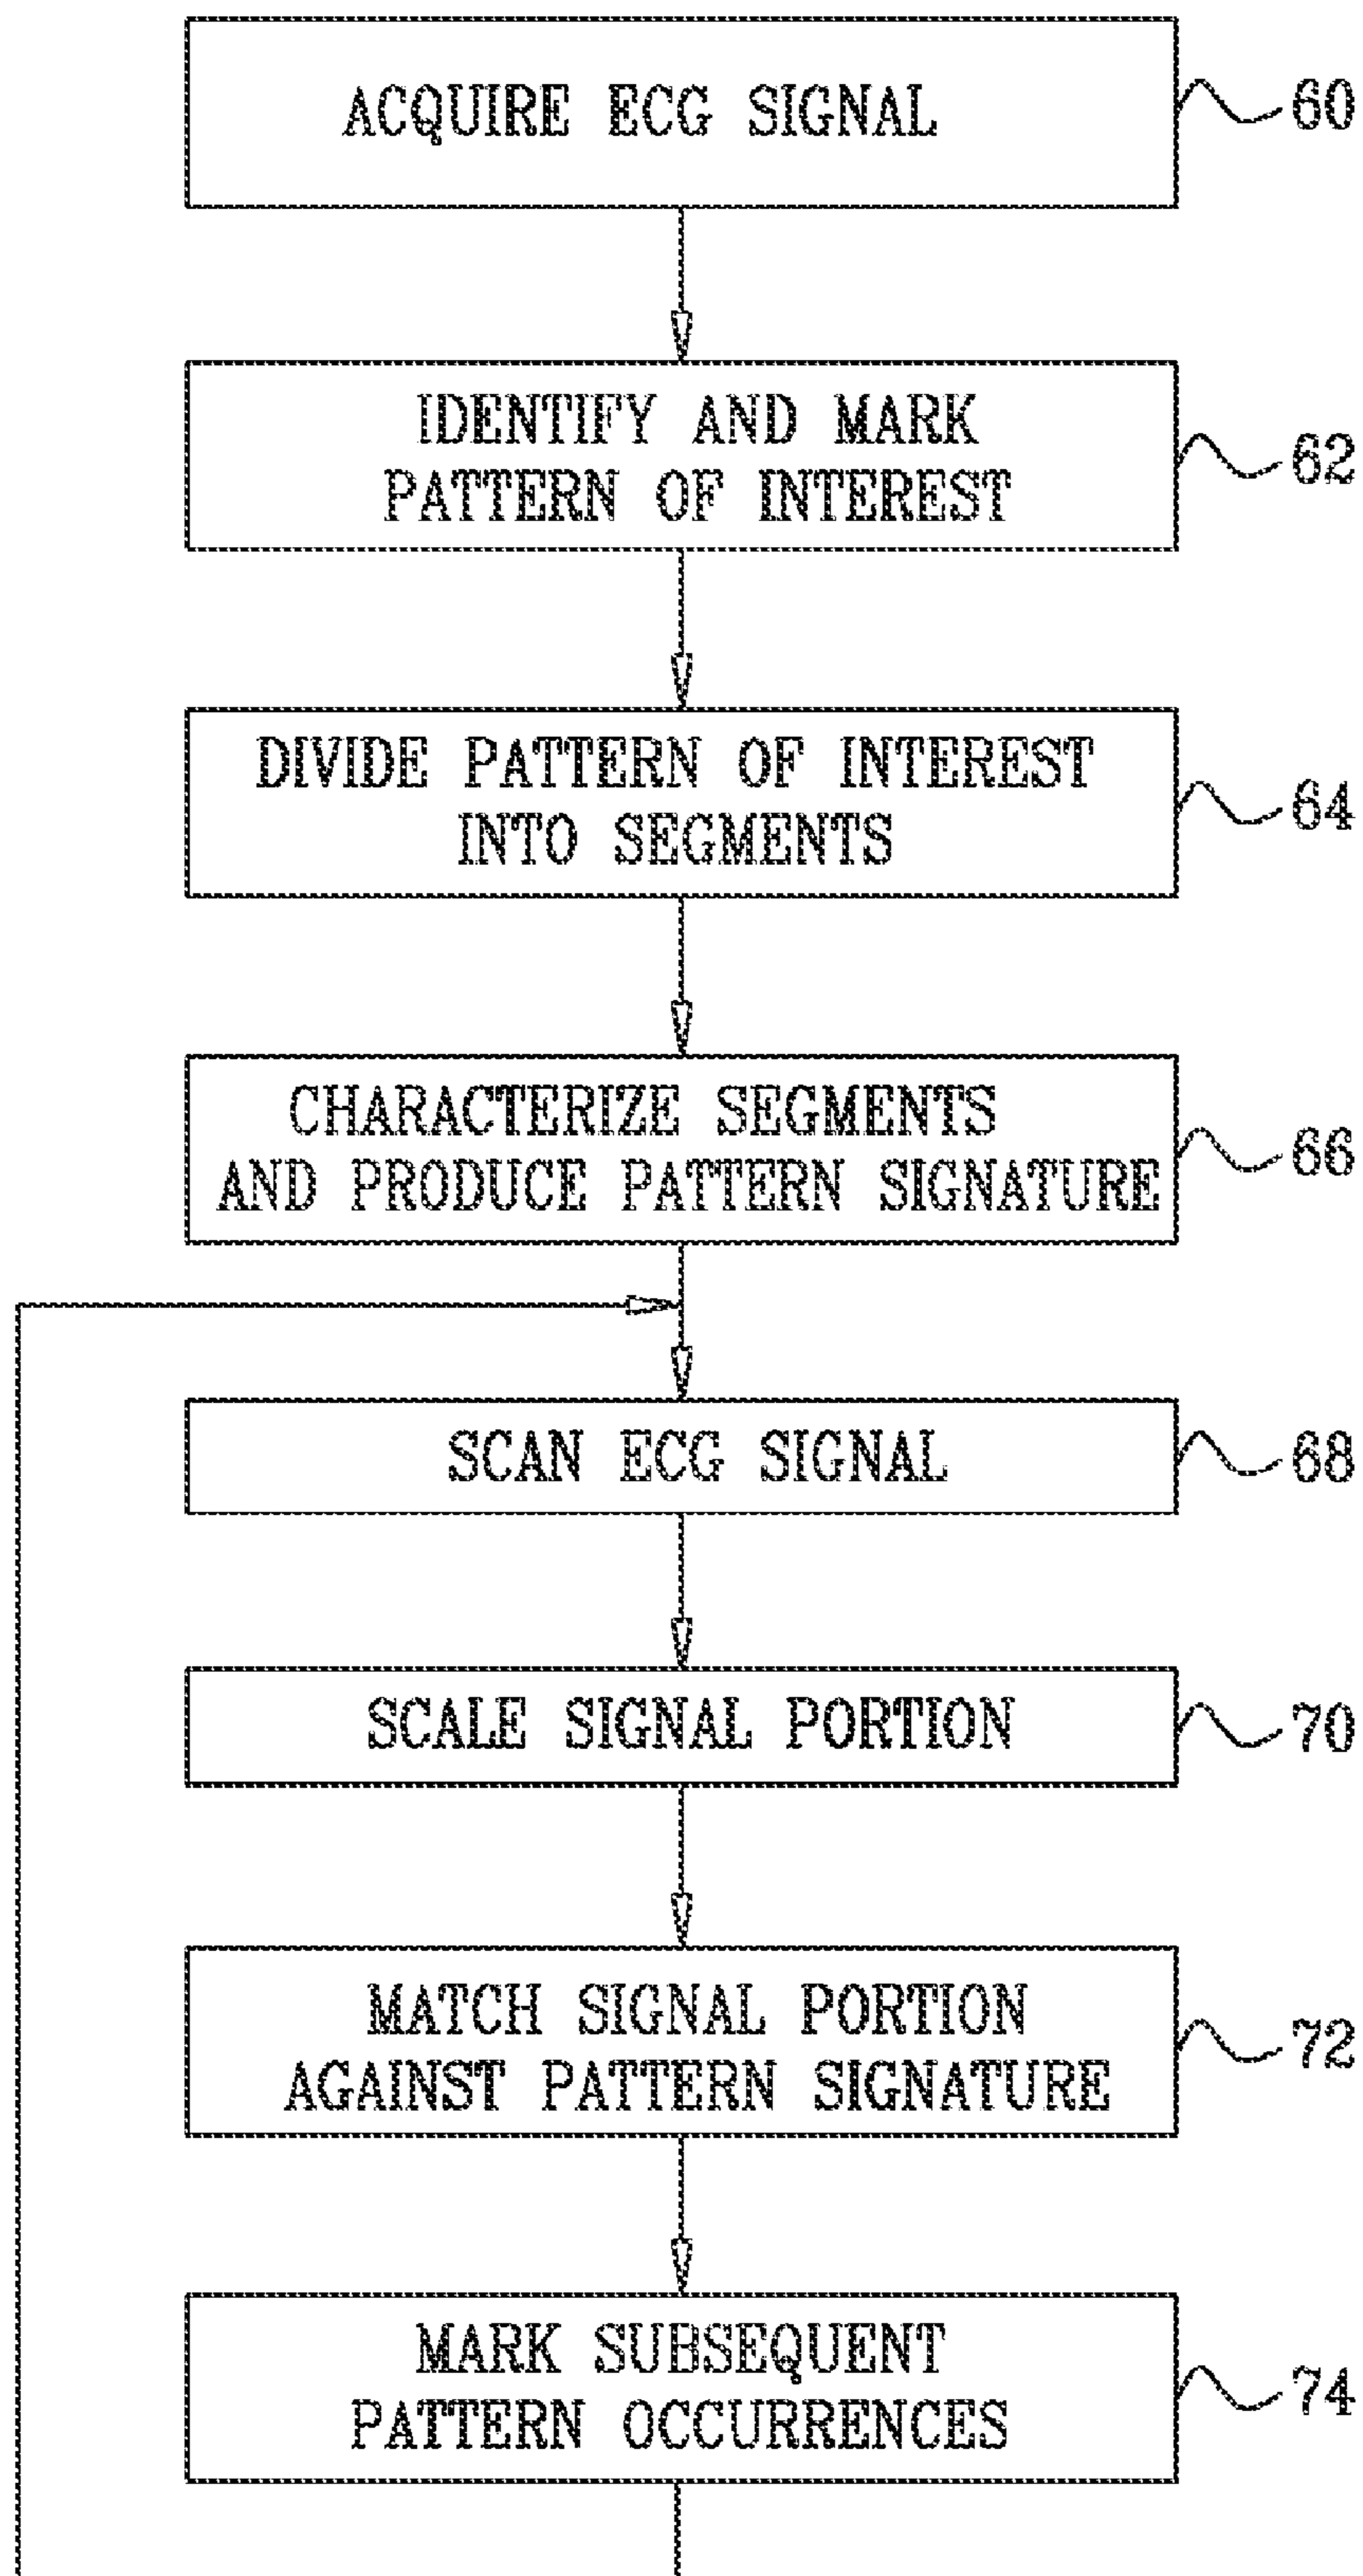 ACQUIRE ECG SIGNAL
60
IDENTIFY AND MARK
PATTERN OF INTEREST
62
DIVIDE PATTERN OF INTEREST
INTO SEGMENTS
64
CHARACTERIZE SEGMENTS
AND PRODUCE PATTERN SIGNATURE
66
SCAN ECG SIGNAL
68
SCALE SIGNAL PORTION
70
MATCH SIGNAL PORTION
AGAINST PATTERN SIGNATURE
72
MARK SUBSEQUENT
PATTERN OCCURRENCES
74